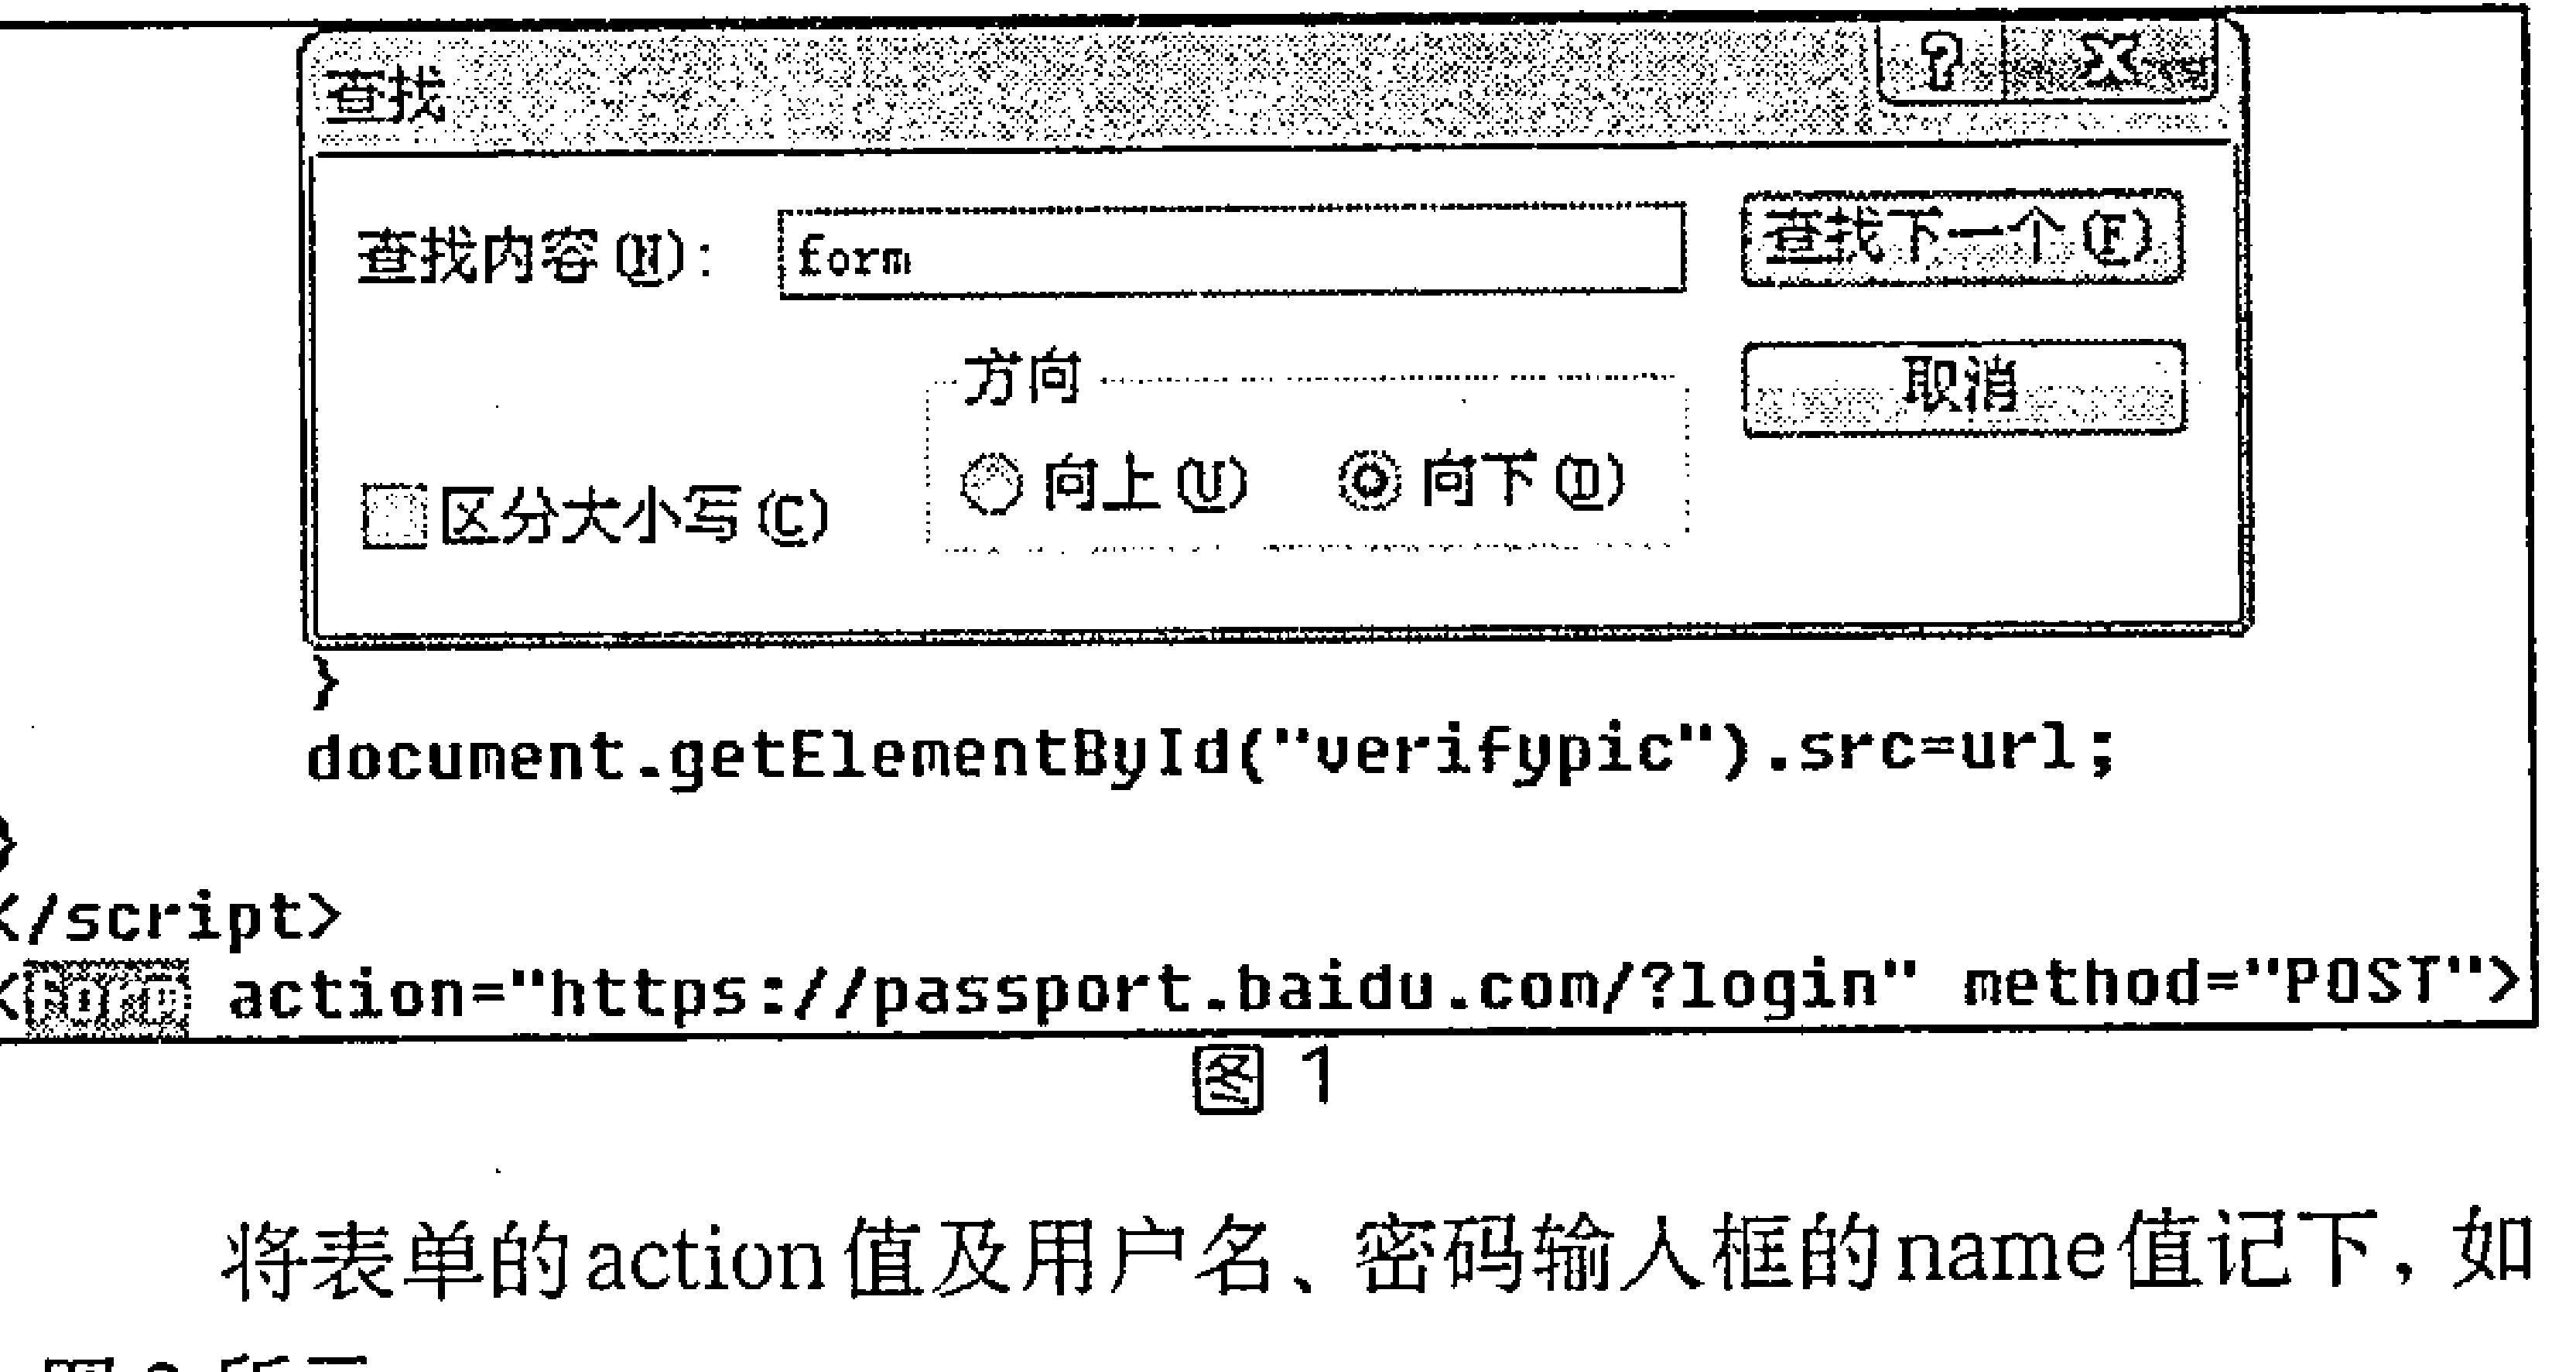 查找
查找内容(N): form 查找下一个(F)
方向 取消
区分大小写(C) 向上(U) 向下(D)
}
document.getElementById("verifypic").src=url;
}
</script>
<form action="https://passport.baidu.com/?login" method="POST">
图 1
将表单的action值及用户名、密码输入框的name值记下，如